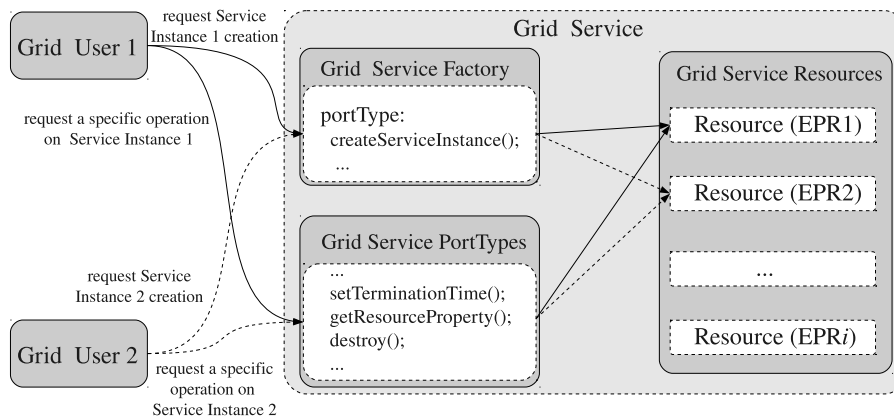 request Service
Instance 1 creation
Grid Service
Grid User 1
Grid Service Factory
Grid Service Resources
request a specific operation
on Service Instance 1
portType:
createServiceInstance();
...
Resource (EPR1)
Resource (EPR2)
Grid Service PortTypes
...
setTerminationTime();
getResourceProperty();
destroy();
...
...
Resource (EPRi)
request Service
Instance 2 creation
Grid User 2
request a specific
operation on
Service Instance 2